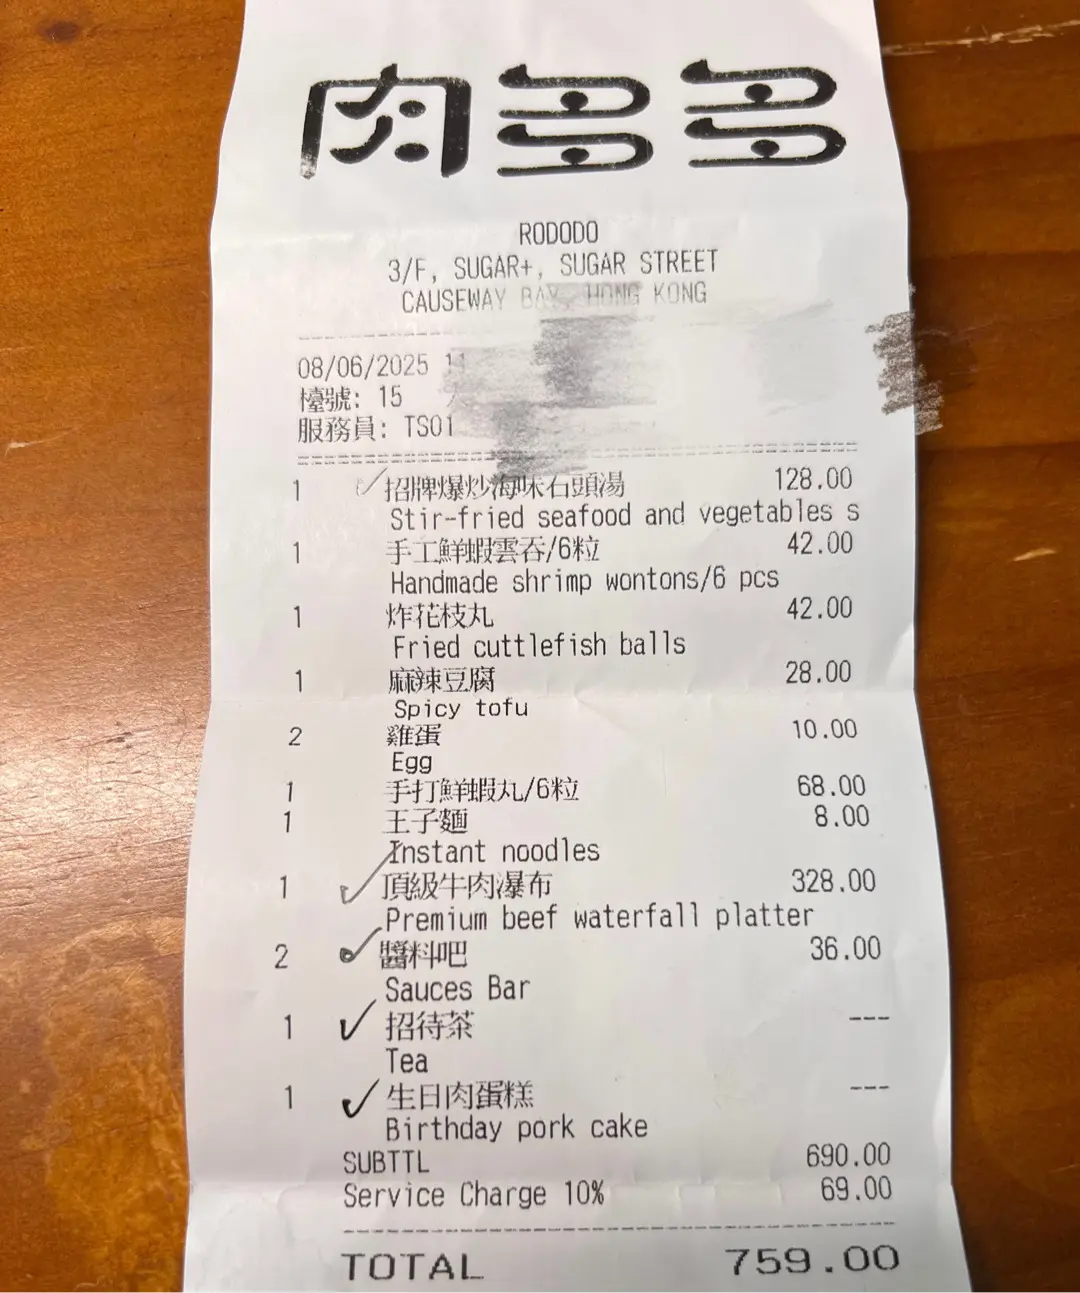 肉多多
RODODO
3/F, SUGAR+, SUGAR STREET
CAUSEWAY BAY, HONG KONG
08/06/2025 11
檯號: 15
服務員: TS01
1 招牌爆炒海味石頭湯 128.00
Stir-fried seafood and vegetables s
1 手工鮮蝦雲吞/6粒 42.00
Handmade shrimp wontons/6 pcs
1 炸花枝丸 42.00
Fried cuttlefish balls
1 麻辣豆腐 28.00
Spicy tofu
2 雞蛋 10.00
Egg
1 手打鮮蝦丸/6粒 68.00
1 王子麵 8.00
Instant noodles
1 頂級牛肉瀑布 328.00
Premium beef waterfall platter
2 醬料吧 36.00
Sauces Bar
1 招待茶 ---
Tea
1 生日肉蛋糕 ---
Birthday pork cake
SUBTTL 690.00
Service Charge 10% 69.00
TOTAL 759.00